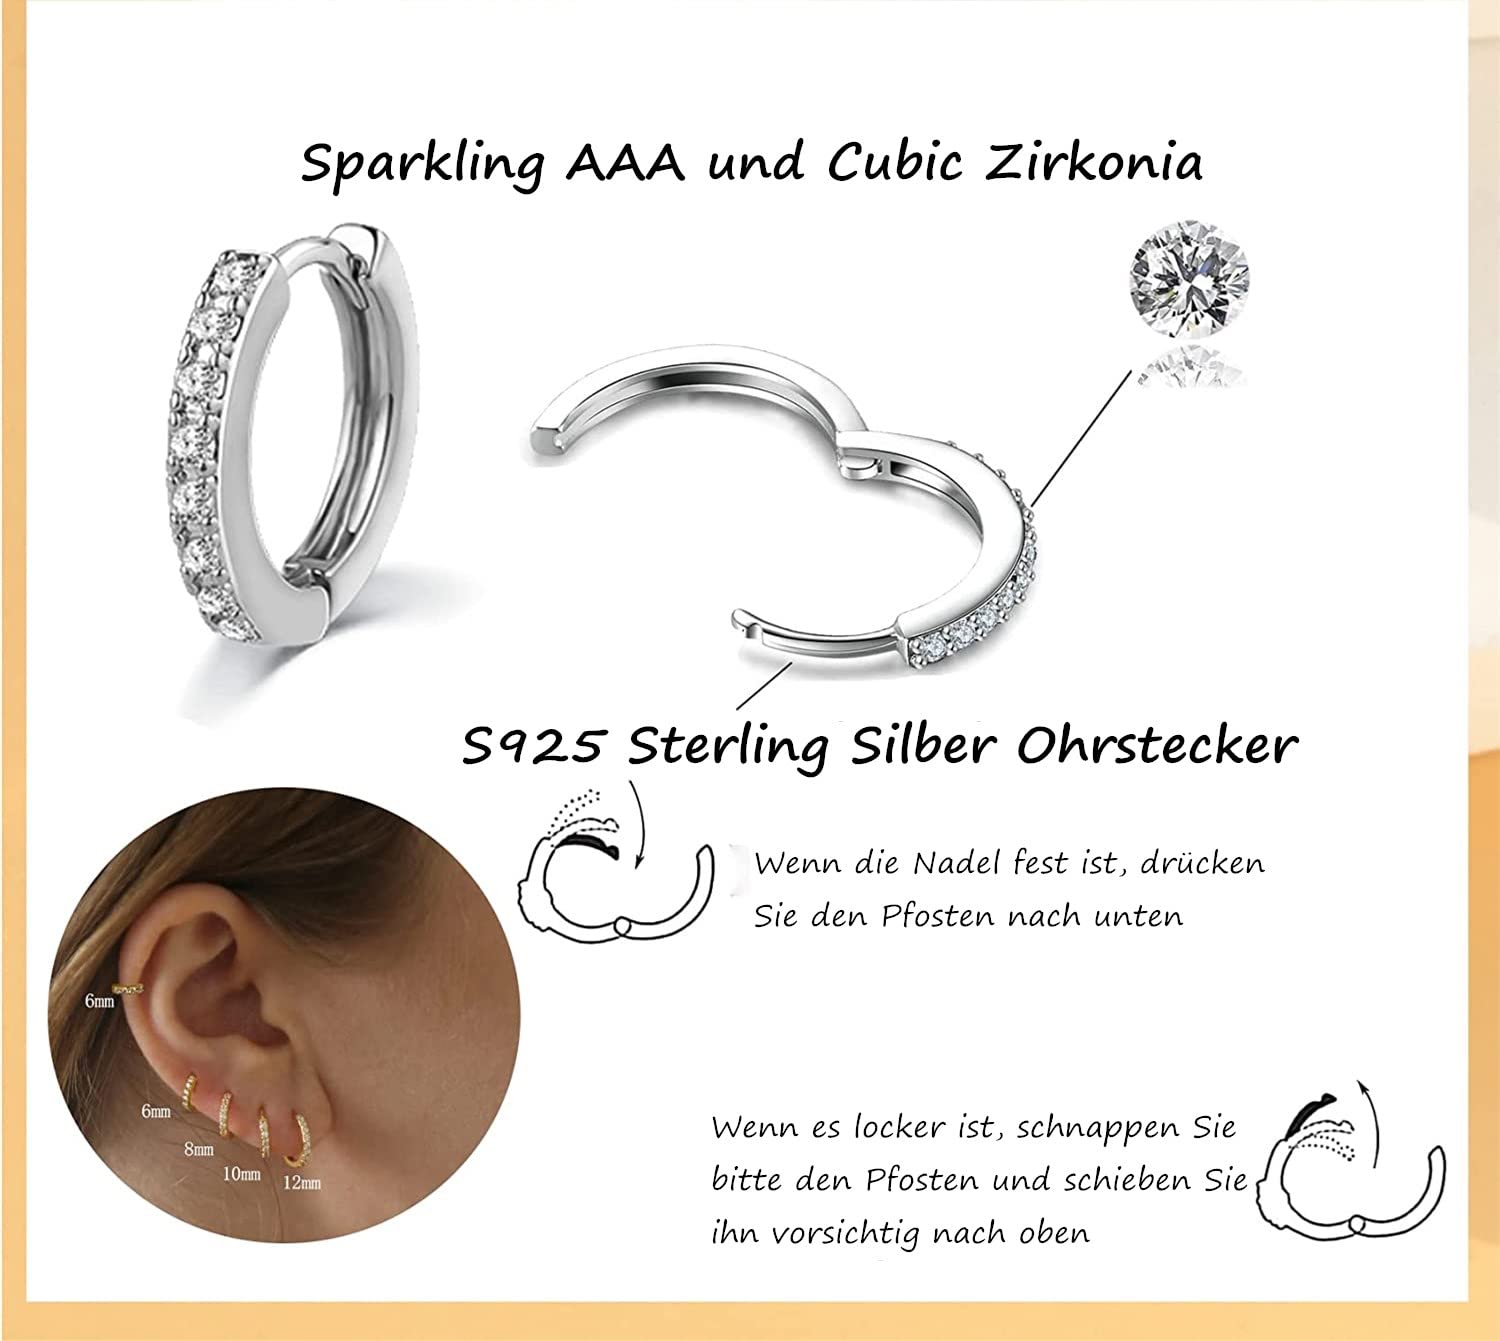 Sparkling AAA und Cubic Zirkonia
S925 Sterling Silber Ohrstecker
Wenn die Nadel fest ist, drücken
Sie den Pfosten nach unten
6mm
6mm
8mm
10mm
12mm
Wenn es locker ist, schnappen Sie
bitte den Pfosten und schieben Sie
ihn vorsichtig nach oben